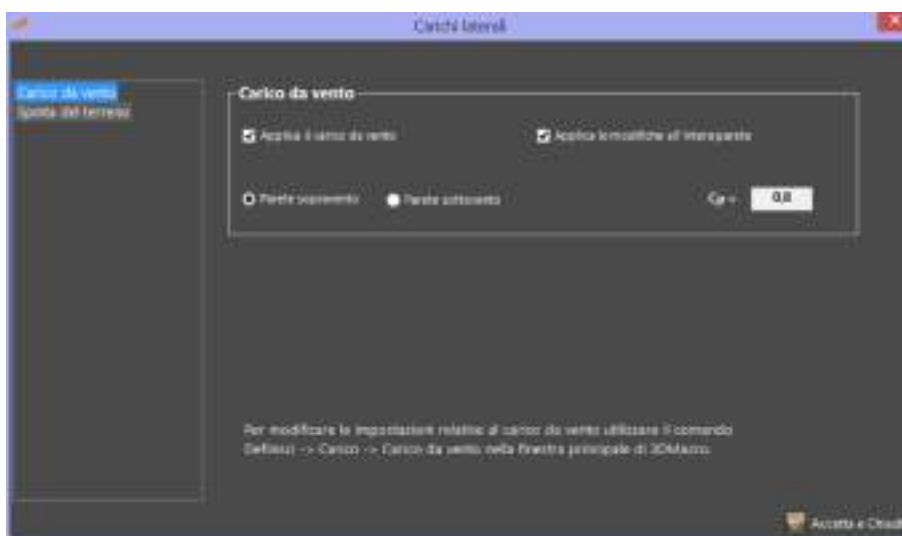 Carichi laterali
Carico da vento
Spinta del terreno
Carico da vento
Applica il carico da vento
Applica le modifiche all'intera parete
Parete sopravento
Parete sottovento
Cp =
0,8
Per modificare le impostazioni relative al carico da vento utilizzare il comando
Definisci -> Carico -> Carico da vento nella finestra principale di 3DMacro.
Accetta e Chiudi